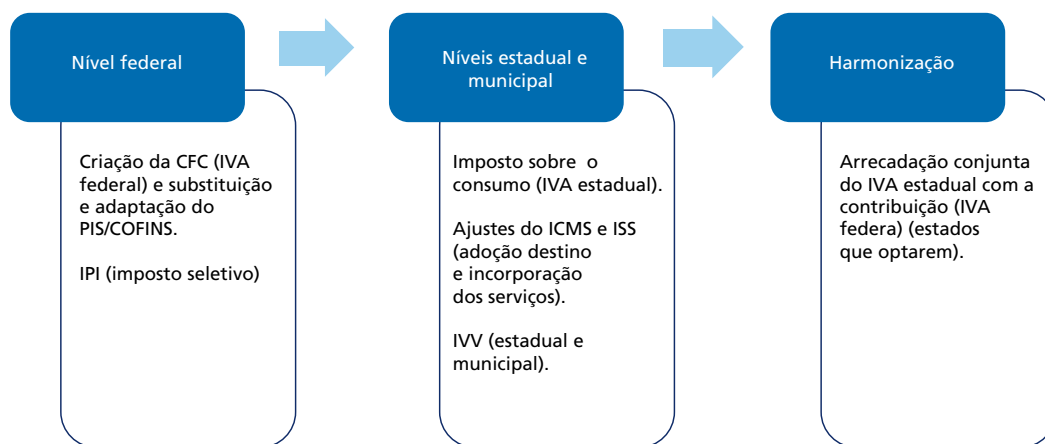 Nível federal
Criação da CFC (IVA
federal) e substituição
e adaptação do
PIS/COFINS.
IPI (imposto seletivo)
Níveis estadual e
municipal
Imposto sobre o
consumo (IVA estadual).
Ajustes do ICMS e ISS
(adoção destino
e incorporação
dos serviços).
IVV (estadual e
municipal).
Harmonização
Arrecadação conjunta
do IVA estadual com a
contribuição (IVA
federa) (estados
que optarem).